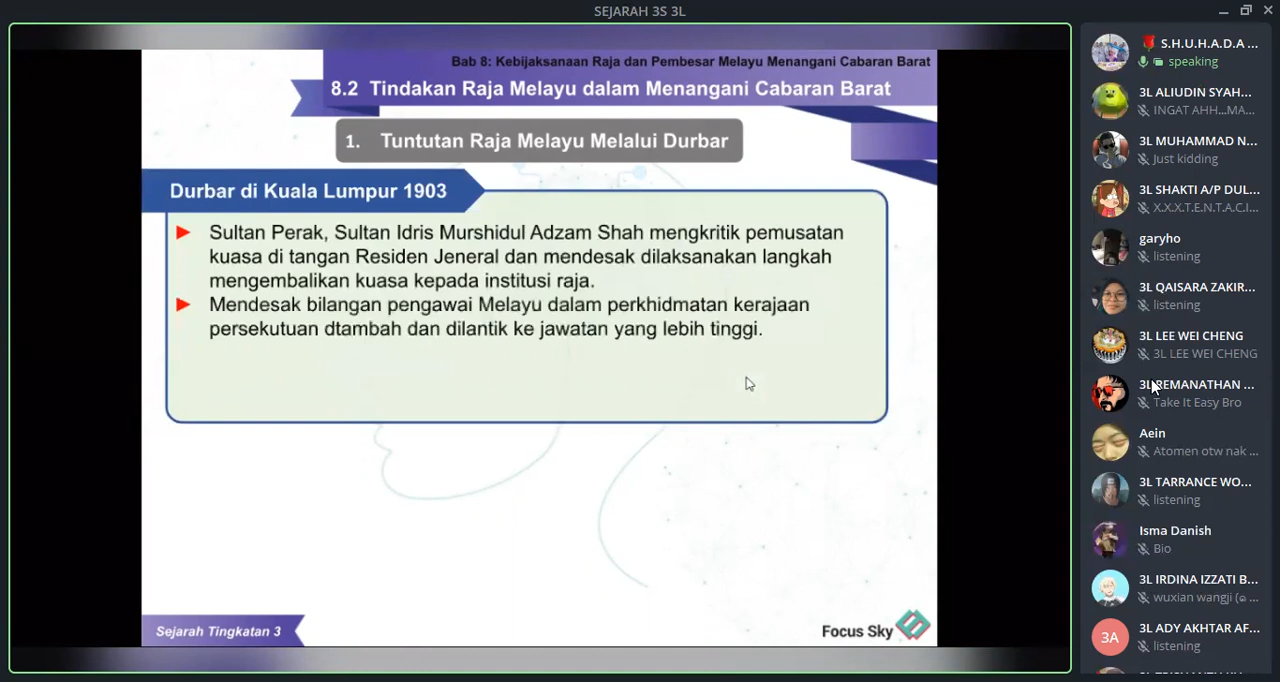 SEJARAH 3S 3L
Bab 8: Kebijaksanaan Raja dan Pembesar Melayu Menangani Cabaran Barat
8.2 Tindakan Raja Melayu dalam Menangani Cabaran Barat
1. Tuntutan Raja Melayu Melalui Durbar
Durbar di Kuala Lumpur 1903
Sultan Perak, Sultan Idris Murshidul Adzam Shah mengkritik pemusatan
kuasa di tangan Residen Jeneral dan mendesak dilaksanakan langkah
mengembalikan kuasa kepada institusi raja.
Mendesak bilangan pengawai Melayu dalam perkhidmatan kerajaan
persekutuan dtambah dan dilantik ke jawatan yang lebih tinggi.
Sejarah Tingkatan 3
Focus Sky
S.H.U.H.A.D.A ...
speaking
3L ALIUDIN SYAH...
INGAT AHH...MA...
3L MUHAMMAD N...
Just kidding
3L SHAKTI A/P DUL...
X.X.X.T.E.N.T.A.C.I...
garyho
listening
3L QAISARA ZAKIR...
listening
3L LEE WEI CHENG
3L LEE WEI CHENG
3L REMANATHAN ...
Take It Easy Bro
Aein
Atomen otw nak ...
3L TARRANCE WO...
listening
Isma Danish
Bio
3L IRDINA IZZATI B...
wuxian wangji
3A
3L ADY AKHTAR AF...
listening